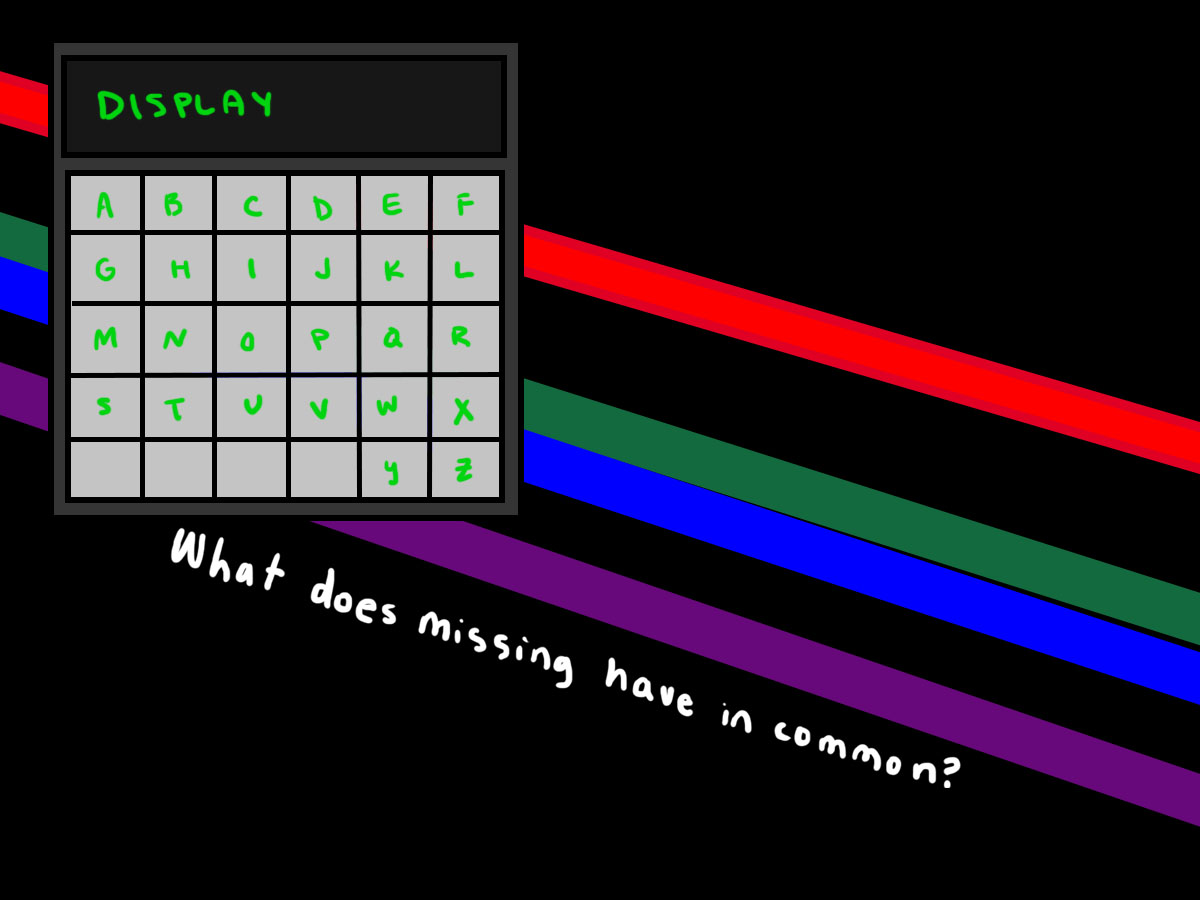 DISPLAY
A B C D E F
G H I J K L
M N O P Q R
S T U V W X
y Z
What does missing have in common?